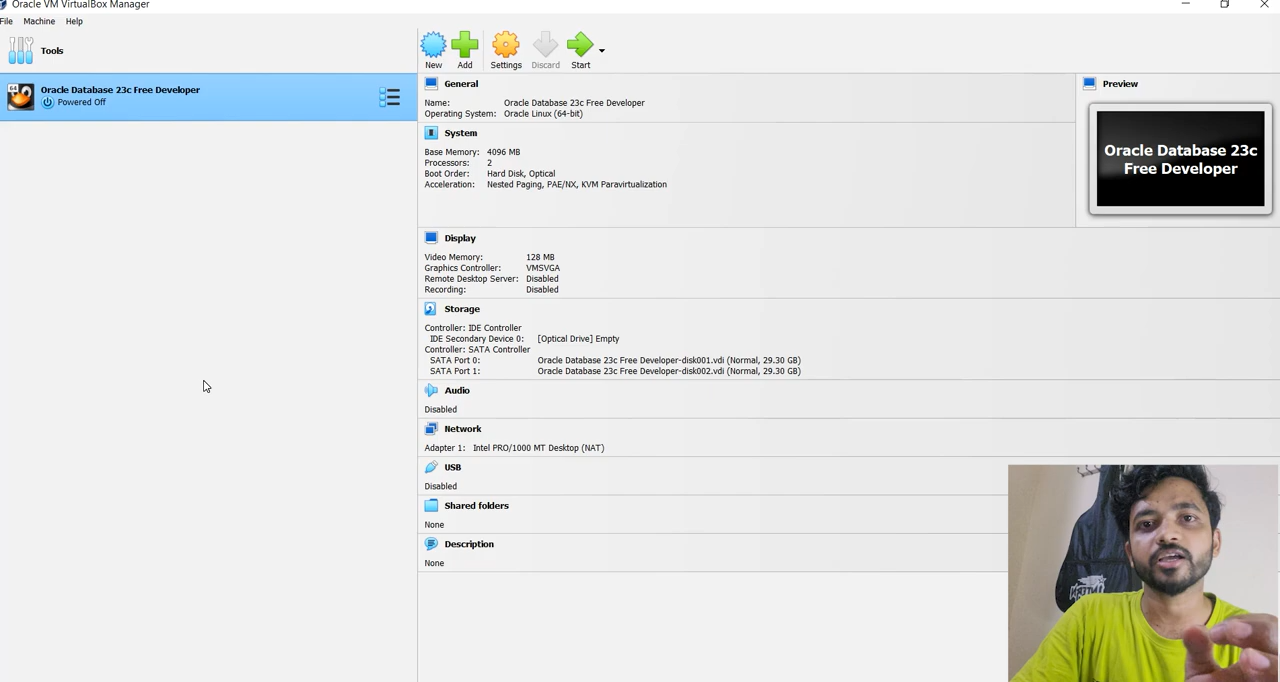 Oracle VM VirtualBox Manager
File Machine Help
Tools
New Add Settings Discard Start
64
Oracle Database 23c Free Developer
Powered Off
General
Name: Oracle Database 23c Free Developer
Operating System: Oracle Linux (64-bit)
Preview
Oracle Database 23c
Free Developer
System
Base Memory: 4096 MB
Processors: 2
Boot Order: Hard Disk, Optical
Acceleration: Nested Paging, PAE/NX, KVM Paravirtualization
Display
Video Memory: 128 MB
Graphics Controller: VMSVGA
Remote Desktop Server: Disabled
Recording: Disabled
Storage
Controller: IDE Controller
IDE Secondary Device 0: [Optical Drive] Empty
Controller: SATA Controller
SATA Port 0: Oracle Database 23c Free Developer-disk001.vdi (Normal, 29.30 GB)
SATA Port 1: Oracle Database 23c Free Developer-disk002.vdi (Normal, 29.30 GB)
Audio
Disabled
Network
Adapter 1: Intel PRO/1000 MT Desktop (NAT)
USB
Disabled
Shared folders
None
Description
None